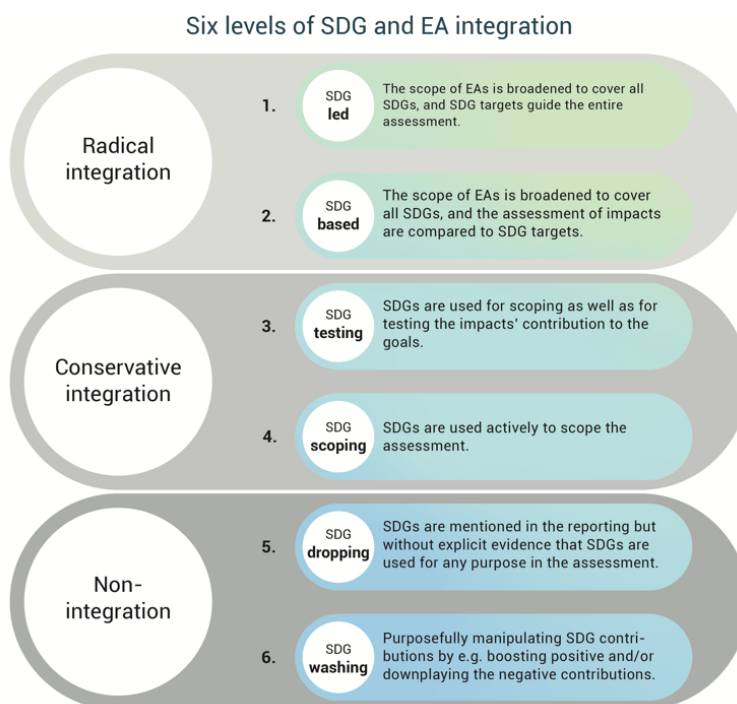 Six levels of SDG and EA integration
Radical
integration
1.
SDG
led
The scope of EAs is broadened to cover all
SDGs, and SDG targets guide the entire
assessment.
2.
SDG
based
The scope of EAs is broadened to cover
all SDGs, and the assessment of impacts
are compared to SDG targets.
Conservative
integration
3.
SDG
testing
SDGs are used for scoping as well as for
testing the impacts' contribution to the
goals.
4.
SDG
scoping
SDGs are used actively to scope the
assessment.
Non-
integration
5.
SDG
dropping
SDGs are mentioned in the reporting but
without explicit evidence that SDGs are
used for any purpose in the assessment.
6.
SDG
washing
Purposefully manipulating SDG contri-
butions by e.g. boosting positive and/or
downplaying the negative contributions.